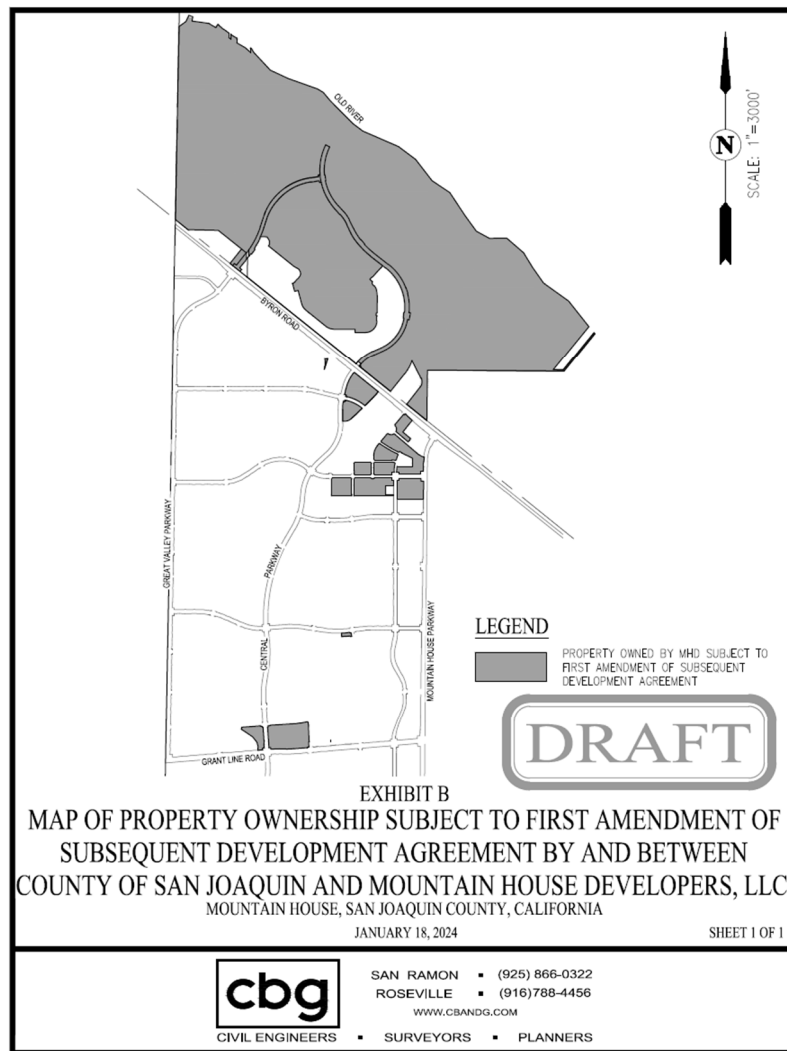 OLD RIVER
N
SCALE: 1"=3000'
BYRON ROAD
GREAT VALLEY PARKWAY
PARKWAY
CENTRAL
MOUNTAIN HOUSE PARKWAY
GRANT LINE ROAD
LEGEND
PROPERTY OWNED BY MHD SUBJECT TO
FIRST AMENDMENT OF SUBSEQUENT
DEVELOPMENT AGREEMENT
DRAFT
EXHIBIT B
MAP OF PROPERTY OWNERSHIP SUBJECT TO FIRST AMENDMENT OF
SUBSEQUENT DEVELOPMENT AGREEMENT BY AND BETWEEN
COUNTY OF SAN JOAQUIN AND MOUNTAIN HOUSE DEVELOPERS, LLC
MOUNTAIN HOUSE, SAN JOAQUIN COUNTY, CALIFORNIA
JANUARY 18, 2024
SHEET 1 OF 1
cbg
SAN RAMON ▪ (925) 866-0322
ROSEVILLE ▪ (916)788-4456
WWW.CBANDG.COM
CIVIL ENGINEERS ▪ SURVEYORS ▪ PLANNERS